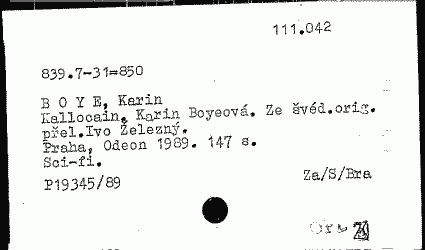 111.042
839.7-31=850
B O Y E, Karin
Kallocain. Karin Boyeová. Ze švéd.orig.
přel.Ivo Železný.
Praha, Odeon 1989. 147 s.
Sci-fi.
P19345/89
Za/S/Bra